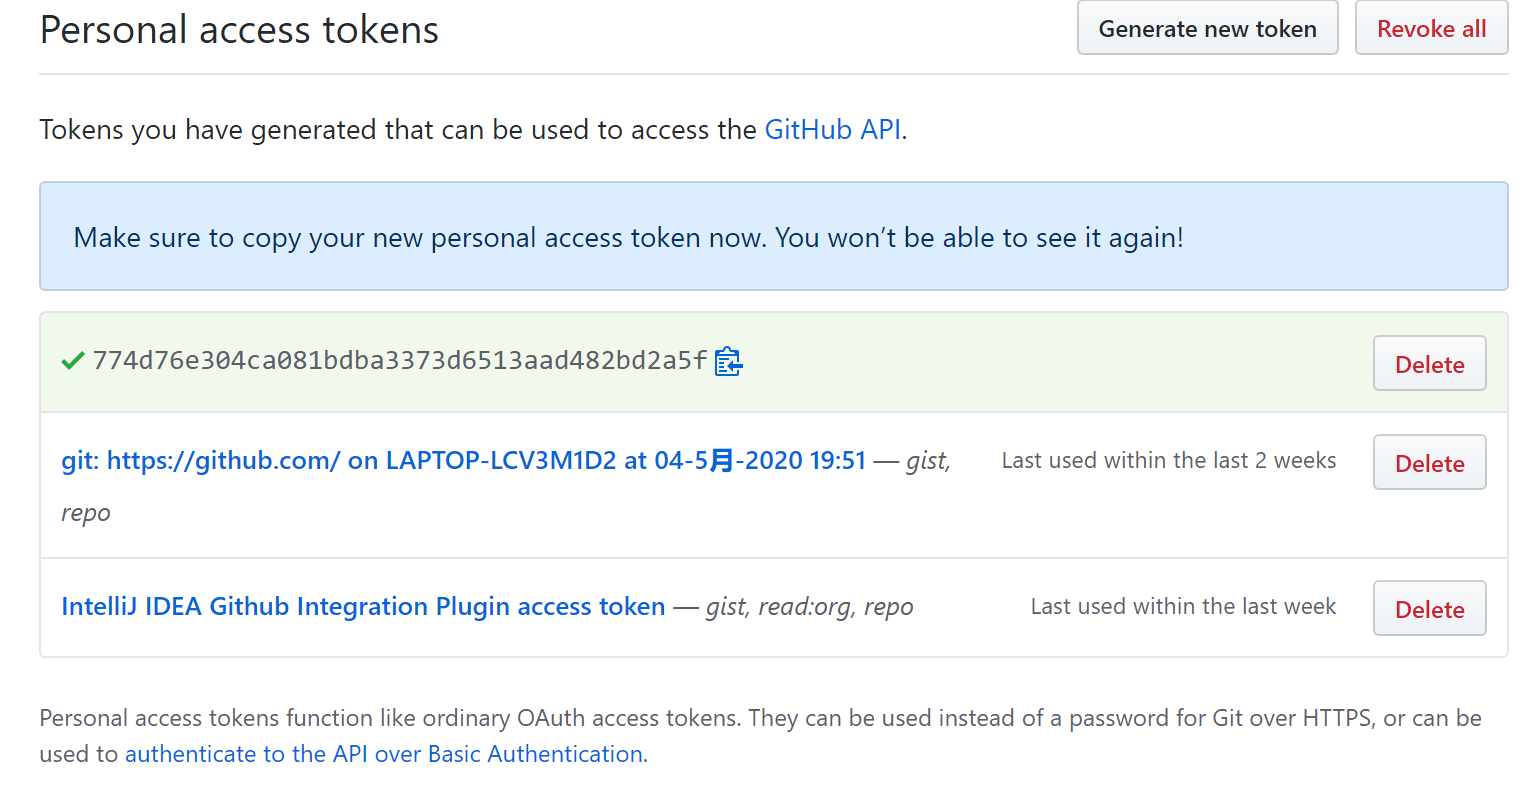 Personal access tokens
Generate new token
Revoke all
Tokens you have generated that can be used to access the GitHub API.
Make sure to copy your new personal access token now. You won’t be able to see it again!
774d76e304ca081bdba3373d6513aad482bd2a5f
Delete
git: https://github.com/ on LAPTOP-LCV3M1D2 at 04-5月-2020 19:51 — gist,
repo
Last used within the last 2 weeks
Delete
IntelliJ IDEA Github Integration Plugin access token — gist, read:org, repo
Last used within the last week
Delete
Personal access tokens function like ordinary OAuth access tokens. They can be used instead of a password for Git over HTTPS, or can be
used to authenticate to the API over Basic Authentication.